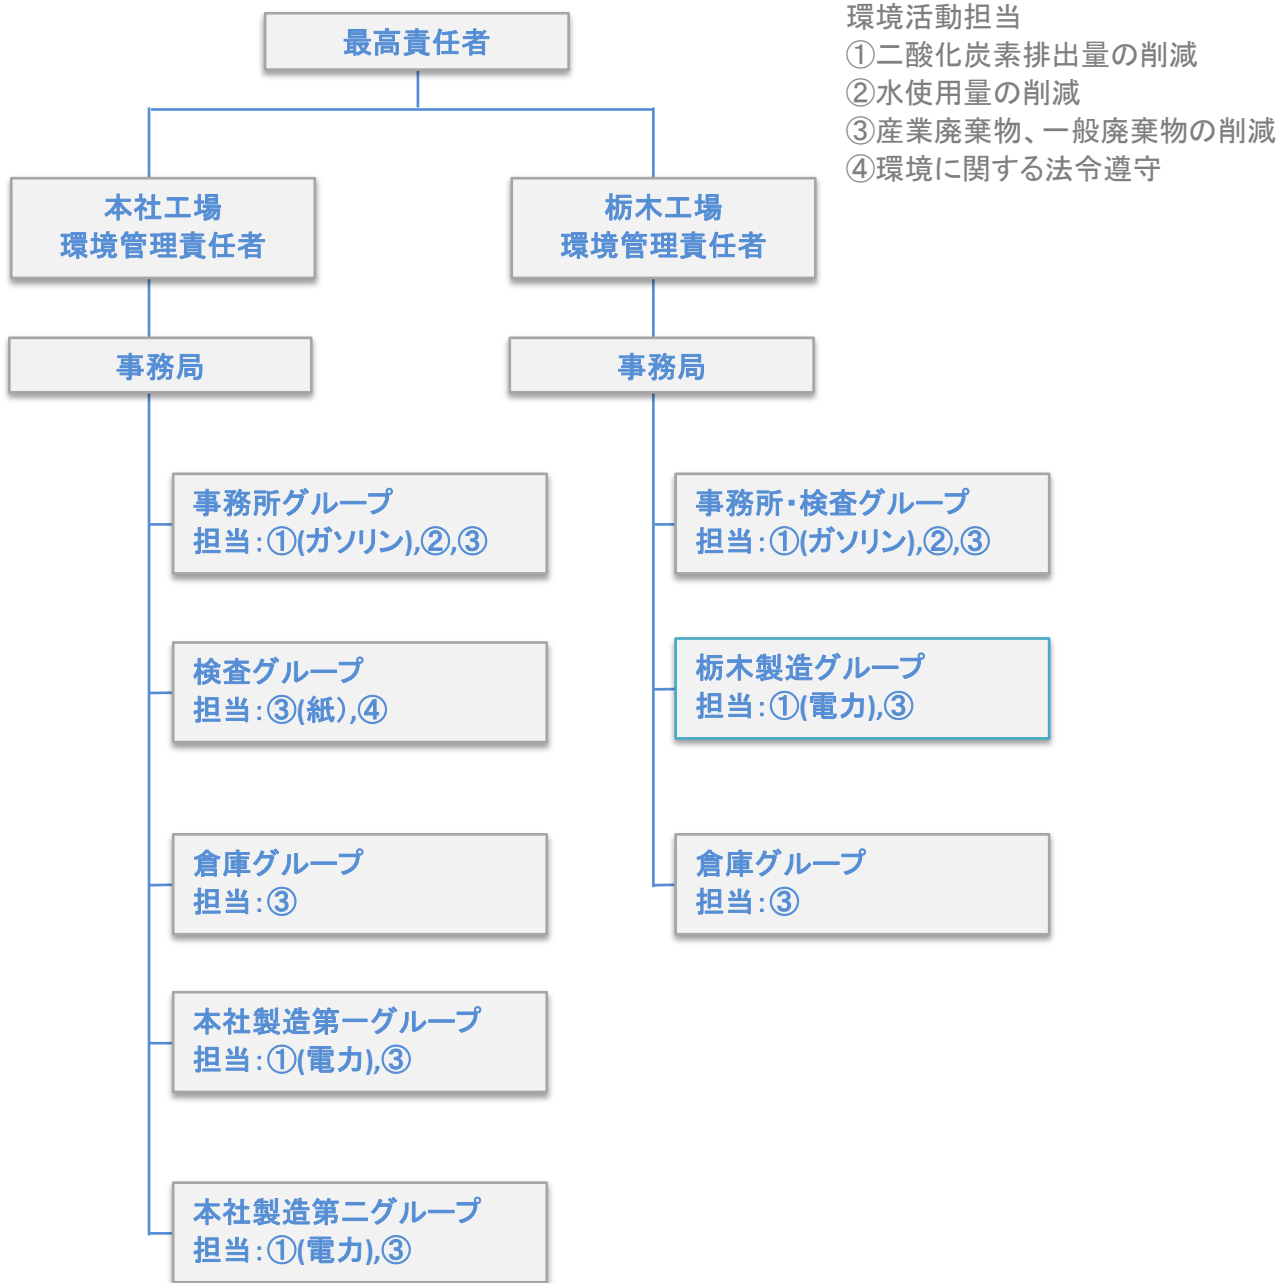 環境活動担当
①二酸化炭素排出量の削減
②水使用量の削減
③産業廃棄物、一般廃棄物の削減
④環境に関する法令遵守
最高責任者
本社工場
環境管理責任者
栃木工場
環境管理責任者
事務局
事務局
事務所グループ
担当:①(ガソリン),②,③
検査グループ
担当:③(紙）,④
倉庫グループ
担当:③
本社製造第一グループ
担当:①(電力),③
本社製造第二グループ
担当:①(電力),③
事務所・検査グループ
担当:①(ガソリン),②,③
栃木製造グループ
担当:①(電力),③
倉庫グループ
担当:③